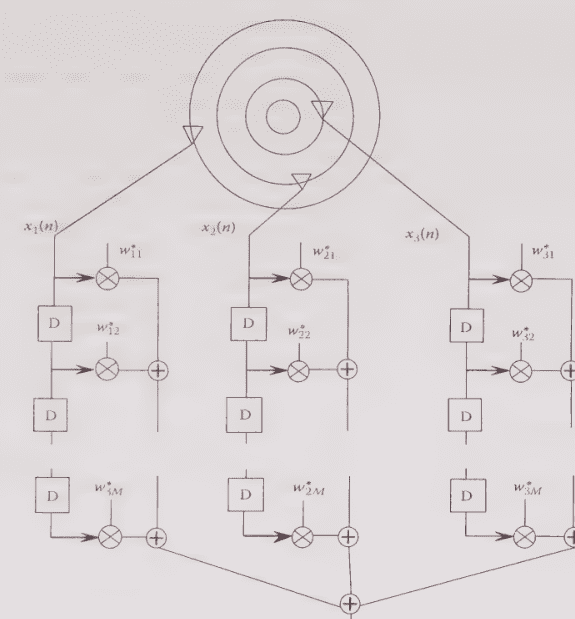 x₁(n) x₂(n) x₃(n)
w*₁₁ w*₂₁ w*₃₁
D D D
w*₁₂ w*₂₂ w*₃₂
D D D
D D D
w*₃M w*₂M w*₃M